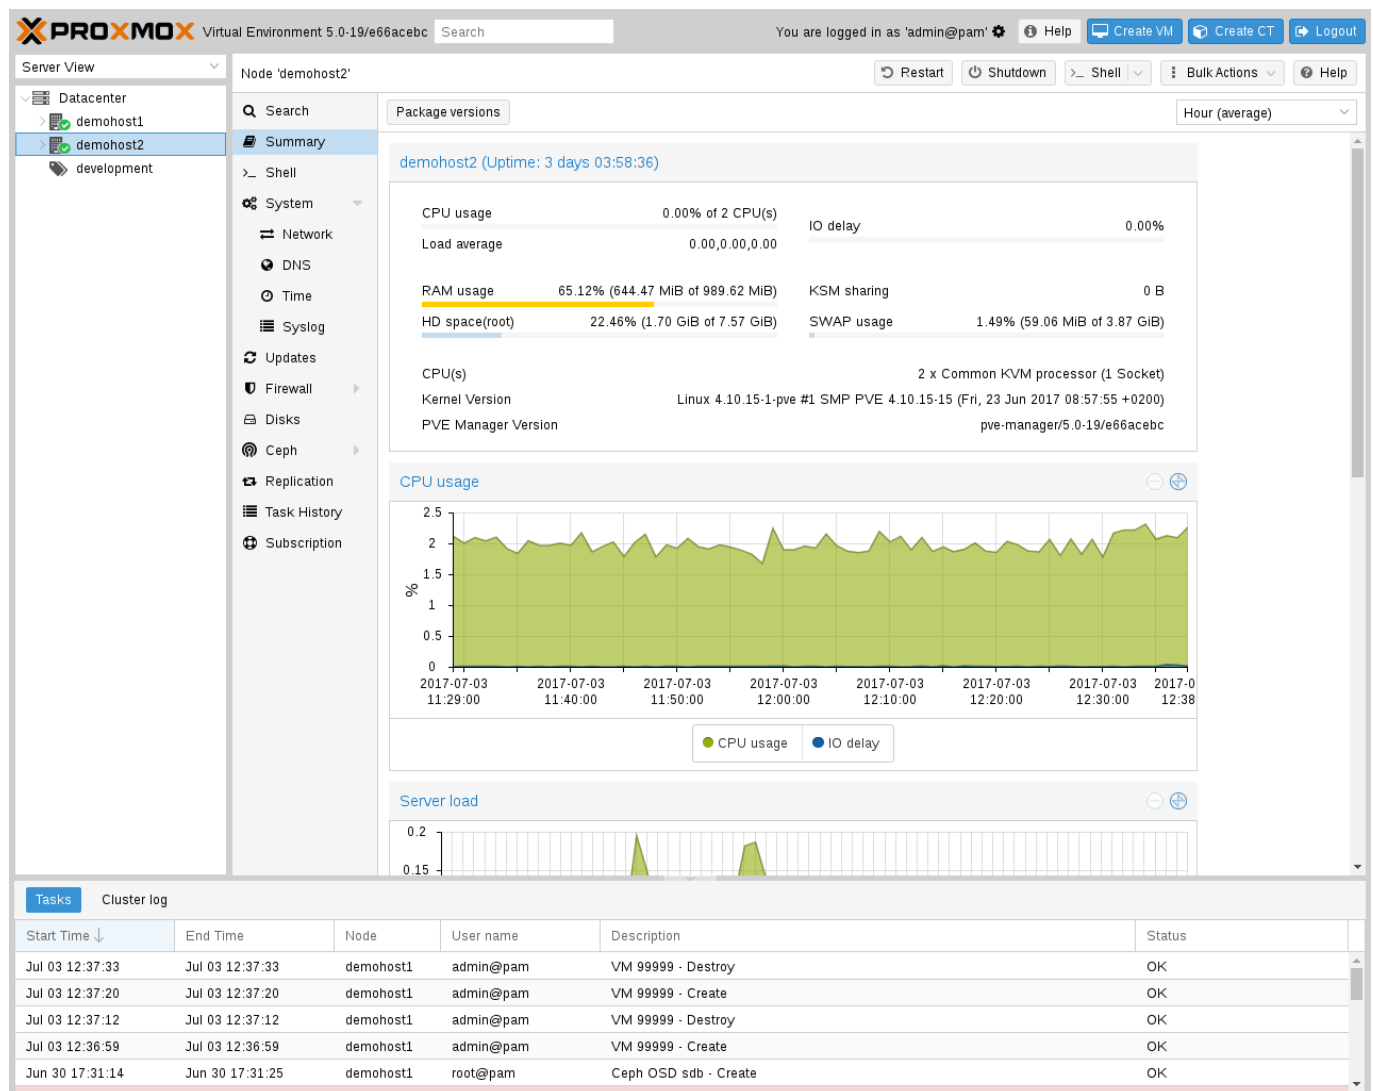 PROXMOX Virtual Environment 5.0-19/e66acebc Search You are logged in as 'admin@pam' Help Create VM Create CT Logout
Server View
Datacenter
demohost1
demohost2
development
Node 'demohost2' Restart Shutdown >_ Shell Bulk Actions Help
Search
Summary
>_ Shell
System
Network
DNS
Time
Syslog
Updates
Firewall
Disks
Ceph
Replication
Task History
Subscription
Package versions Hour (average)
demohost2 (Uptime: 3 days 03:58:36)
CPU usage 0.00% of 2 CPU(s)
IO delay 0.00%
Load average 0.00,0.00,0.00
RAM usage 65.12% (644.47 MiB of 989.62 MiB) KSM sharing 0 B
HD space(root) 22.46% (1.70 GiB of 7.57 GiB) SWAP usage 1.49% (59.06 MiB of 3.87 GiB)
CPU(s) 2 x Common KVM processor (1 Socket)
Kernel Version Linux 4.10.15-1-pve #1 SMP PVE 4.10.15-15 (Fri, 23 Jun 2017 08:57:55 +0200)
PVE Manager Version pve-manager/5.0-19/e66acebc
CPU usage
2.5
2
1.5
%
1
0.5
0
2017-07-03 2017-07-03 2017-07-03 2017-07-03 2017-07-03 2017-07-03 2017-07-03 2017-0
11:29:00 11:40:00 11:50:00 12:00:00 12:10:00 12:20:00 12:30:00 12:38
CPU usage IO delay
Server load
0.2
0.15
Tasks Cluster log
Start Time End Time Node User name Description Status
Jul 03 12:37:33 Jul 03 12:37:33 demohost1 admin@pam VM 99999 - Destroy OK
Jul 03 12:37:20 Jul 03 12:37:20 demohost1 admin@pam VM 99999 - Create OK
Jul 03 12:37:12 Jul 03 12:37:12 demohost1 admin@pam VM 99999 - Destroy OK
Jul 03 12:36:59 Jul 03 12:36:59 demohost1 admin@pam VM 99999 - Create OK
Jun 30 17:31:14 Jun 30 17:31:25 demohost1 root@pam Ceph OSD sdb - Create OK